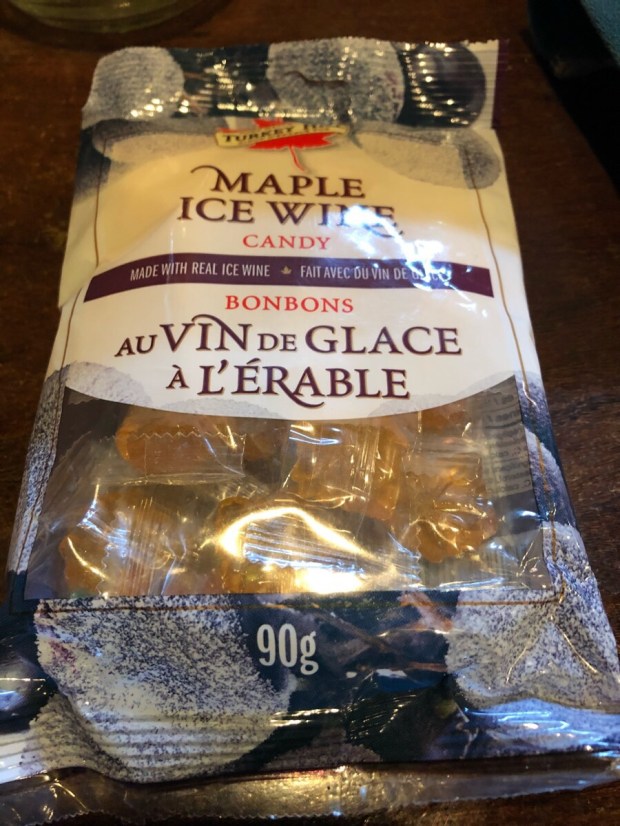 TURKEY
MAPLE
ICE WINE
CANDY
MADE WITH REAL ICE WINE FAIT AVEC DU VIN DE
BONBONS
AU VIN DE GLACE
À L'ÉRABLE
90g